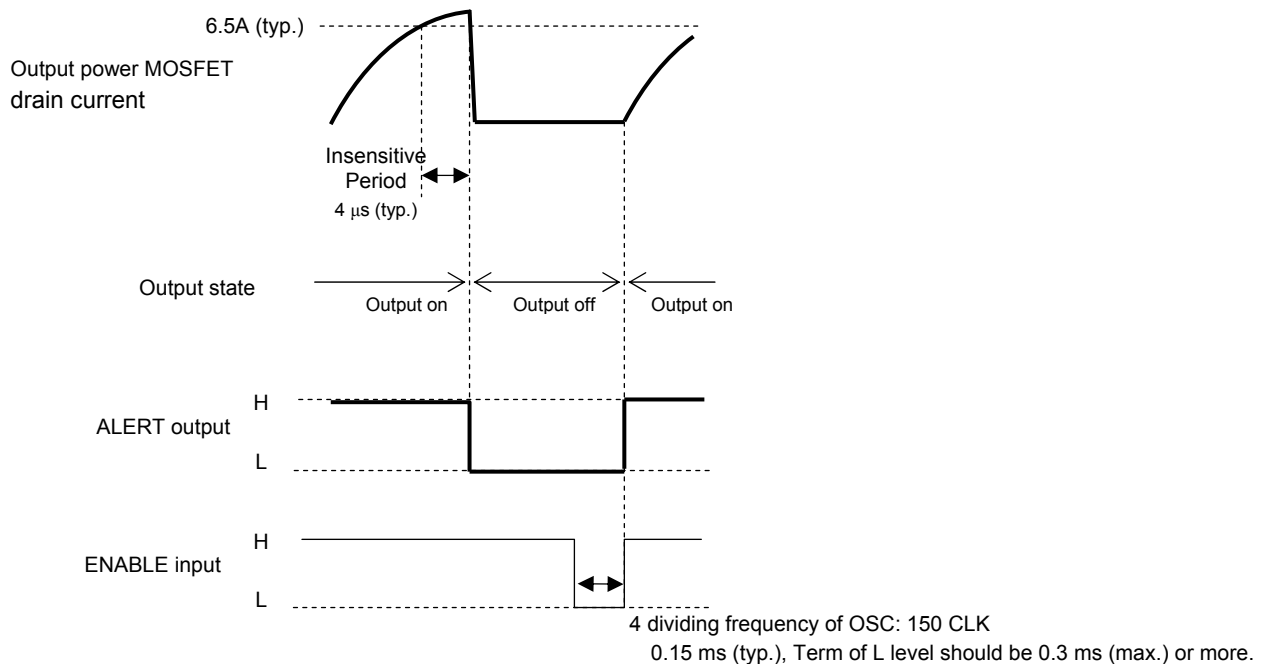 6.5A (typ.)
Output power MOSFET
drain current
Insensitive
Period
4 μs (typ.)
Output state
Output on
Output off
Output on
H
ALERT output
L
H
ENABLE input
L
4 dividing frequency of OSC: 150 CLK
0.15 ms (typ.), Term of L level should be 0.3 ms (max.) or more.